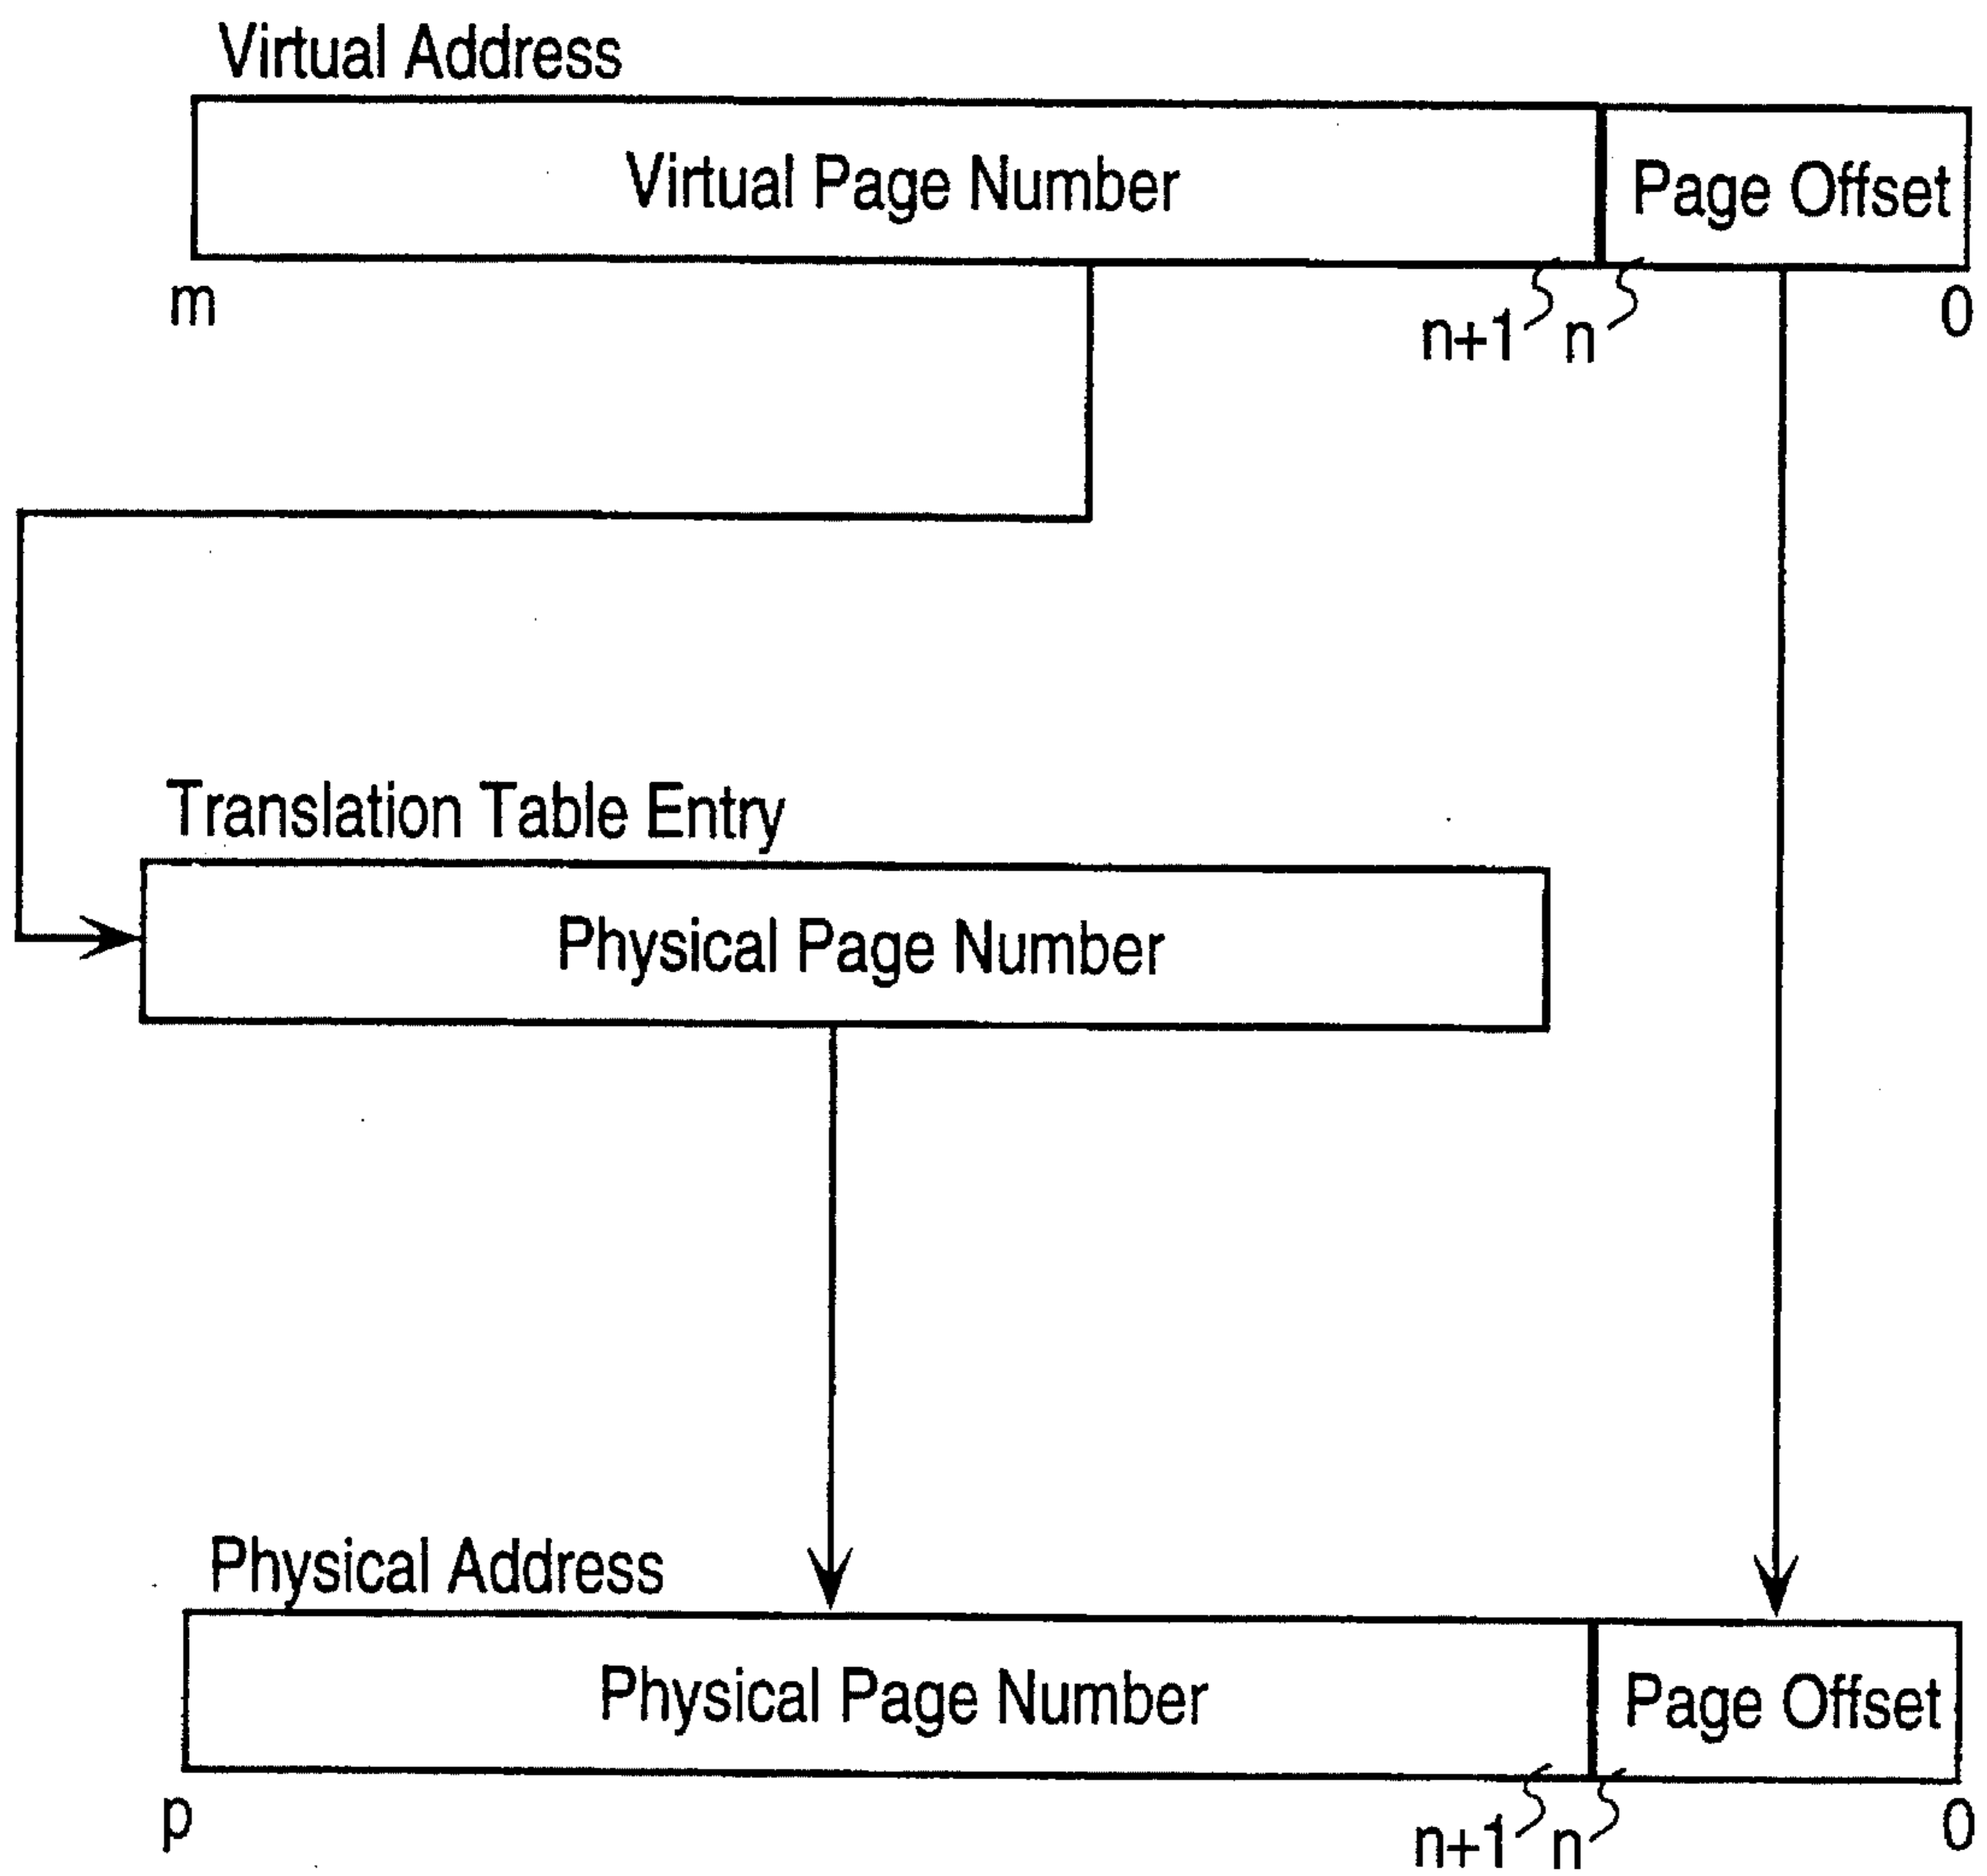 Virtual Address
Virtual Page Number Page Offset
m n+1 n 0
Translation Table Entry
Physical Page Number
Physical Address
Physical Page Number Page Offset
p n+1 n 0